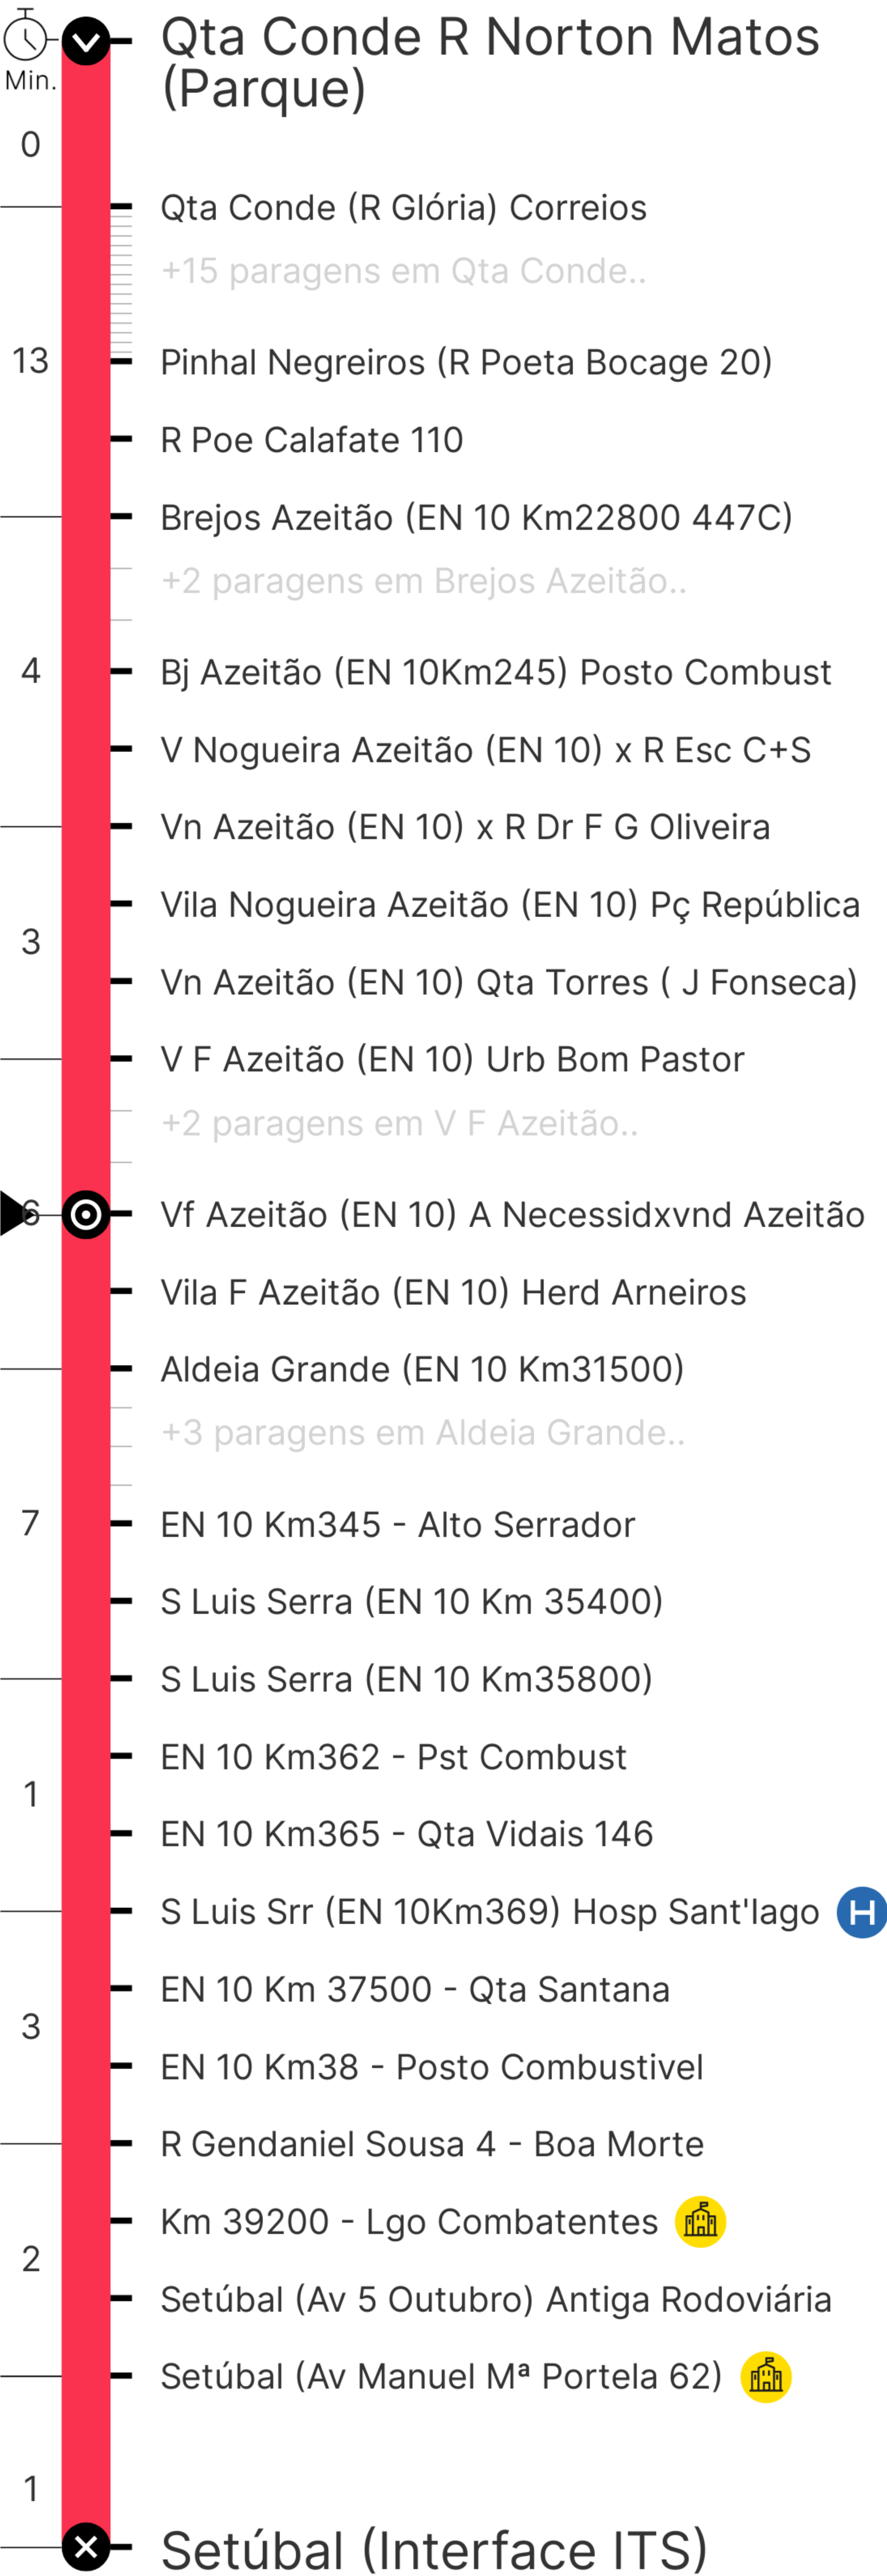 Qta Conde R Norton Matos
(Parque)
Min.
0
Qta Conde (R Glória) Correios
+15 paragens em Qta Conde..
13
Pinhal Negreiros (R Poeta Bocage 20)
R Poe Calafate 110
Brejos Azeitão (EN 10 Km22800 447C)
+2 paragens em Brejos Azeitão..
4
Bj Azeitão (EN 10Km245) Posto Combust
V Nogueira Azeitão (EN 10) x R Esc C+S
Vn Azeitão (EN 10) x R Dr F G Oliveira
Vila Nogueira Azeitão (EN 10) Pç República
3
Vn Azeitão (EN 10) Qta Torres ( J Fonseca)
V F Azeitão (EN 10) Urb Bom Pastor
+2 paragens em V F Azeitão..
6
Vf Azeitão (EN 10) A Necessidxvnd Azeitão
Vila F Azeitão (EN 10) Herd Arneiros
Aldeia Grande (EN 10 Km31500)
+3 paragens em Aldeia Grande..
7
EN 10 Km345 - Alto Serrador
S Luis Serra (EN 10 Km 35400)
S Luis Serra (EN 10 Km35800)
EN 10 Km362 - Pst Combust
1
EN 10 Km365 - Qta Vidais 146
S Luis Srr (EN 10Km369) Hosp Sant'Iago H
EN 10 Km 37500 - Qta Santana
3
EN 10 Km38 - Posto Combustivel
R Gendaniel Sousa 4 - Boa Morte
Km 39200 - Lgo Combatentes
2
Setúbal (Av 5 Outubro) Antiga Rodoviária
Setúbal (Av Manuel Mª Portela 62)
1
Setúbal (Interface ITS)